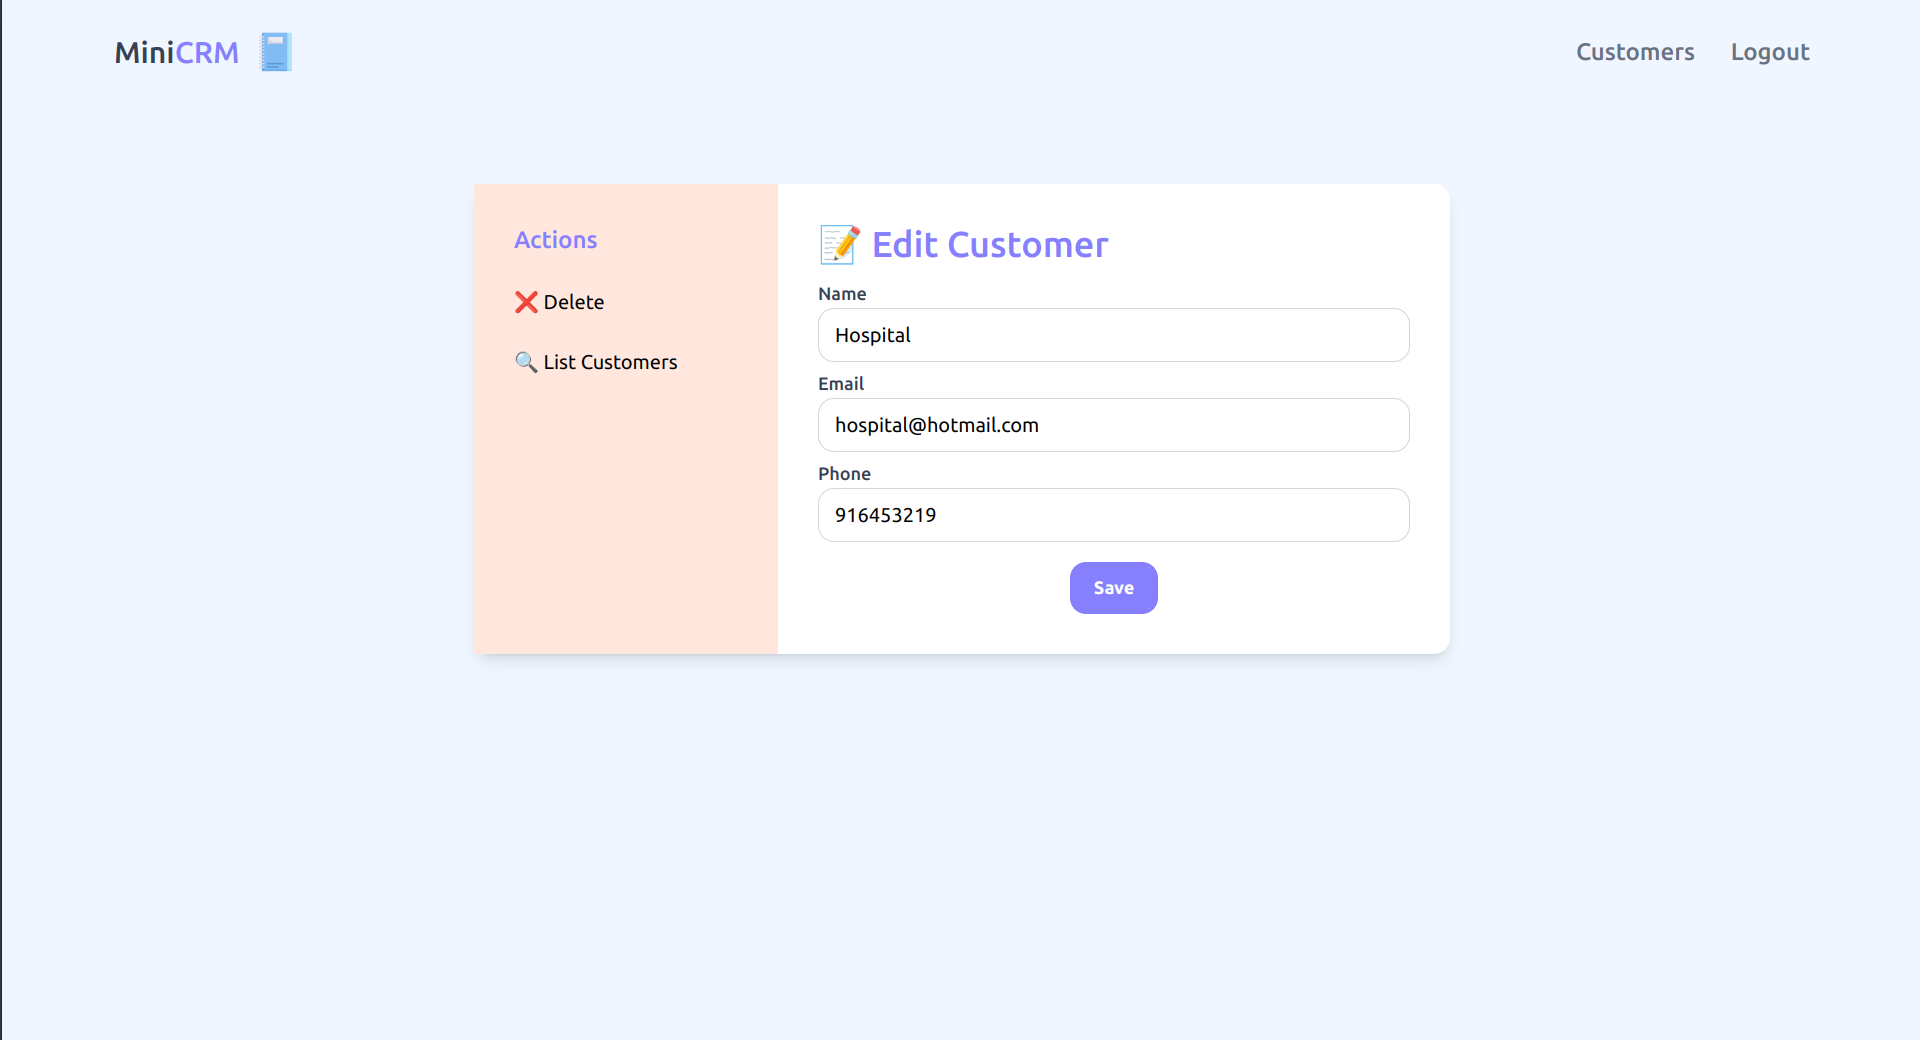 MiniCRM
Customers
Logout
Actions
Delete
List Customers
Edit Customer
Name
Hospital
Email
hospital@hotmail.com
Phone
916453219
Save